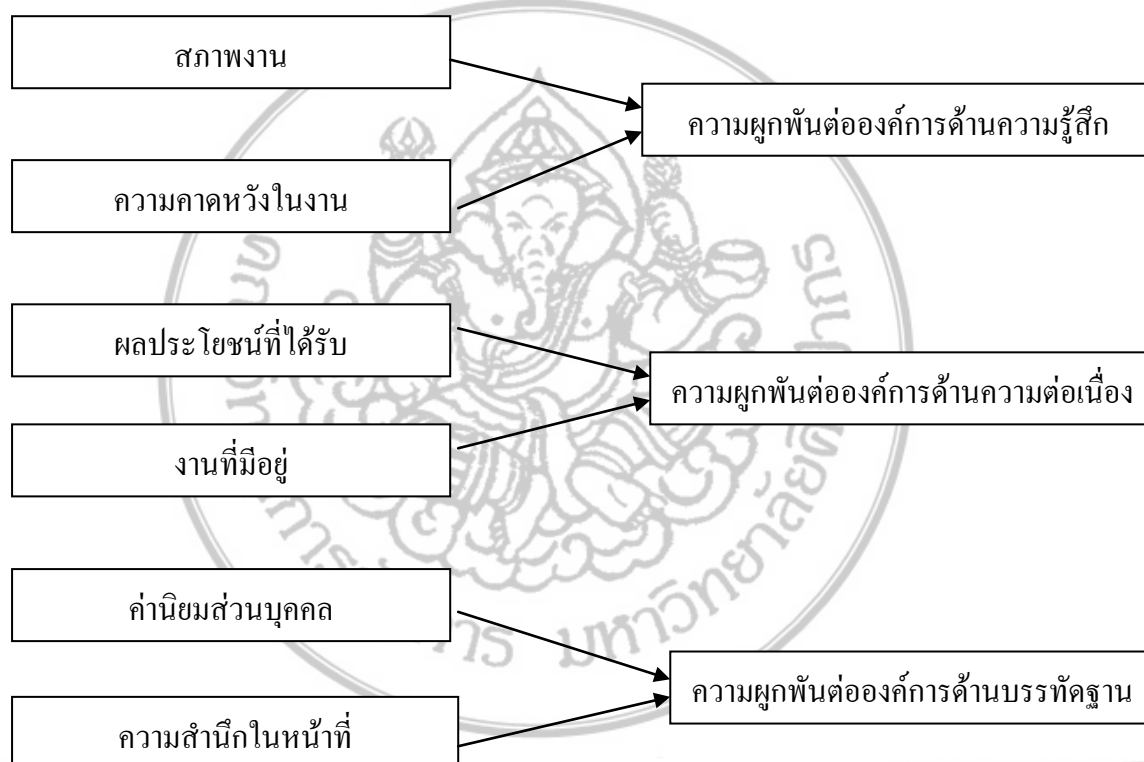 สภาพงาน
ความผูกพันต่อองค์การด้านความรู้สึก
ความคาดหวังในงาน
ผลประโยชน์ที่ได้รับ
ความผูกพันต่อองค์การด้านความต่อเนื่อง
งานที่มีอยู่
ค่านิยมส่วนบุคคล
ความผูกพันต่อองค์การด้านบรรทัดฐาน
ความสำนึกในหน้าที่